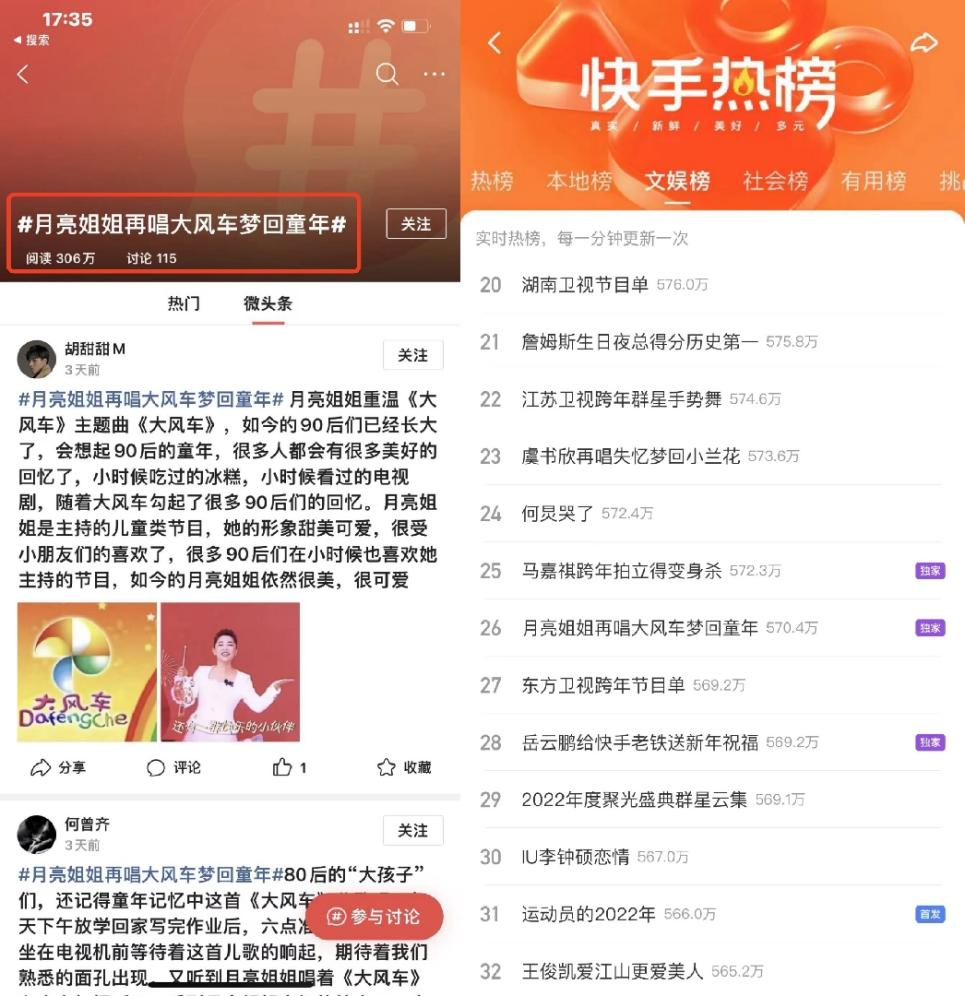 17:35
搜索
#月亮姐姐再唱大风车梦回童年#
关注
阅读 306万 讨论 115
热门 微头条
胡甜甜M
3天前
关注
#月亮姐姐再唱大风车梦回童年# 月亮姐姐重温《大
风车》主题曲《大风车》，如今的90后们已经长大
了，会想起90后的童年，很多人都会有很多美好的
回忆了，小时候吃过的冰糕，小时候看过的电视
剧，随着大风车勾起了很多90后们的回忆。月亮姐
姐是主持的儿童类节目，她的形象甜美可爱，很受
小朋友们的喜欢了，很多90后们在小时候也喜欢她
主持的节目，如今的月亮姐姐依然很美，很可爱
大风车
Dafengche
的小伙伴
分享 评论 1 收藏
何曾齐
3天前
关注
#月亮姐姐再唱大风车梦回童年#80后的“大孩子”
们，还记得童年记忆中这首《大风车》
天下午放学回家写完作业后，六点准
参与讨论
坐在电视机前等待着这首儿歌的响起，期待着我们
熟悉的面孔出现，又听到月亮姐姐唱着《大风车》
快手热榜
真实 / 新鲜 / 美好 / 多元
热榜 本地榜 文娱榜 社会榜 有用榜 挑
实时热榜，每一分钟更新一次
20 湖南卫视节目单 576.0万
21 詹姆斯生日夜总得分历史第一 575.8万
22 江苏卫视跨年群星手势舞 574.6万
23 虞书欣再唱失忆梦回小兰花 573.6万
24 何炅哭了 572.4万
25 马嘉祺跨年拍立得变身杀 572.3万 独家
26 月亮姐姐再唱大风车梦回童年 570.4万 独家
27 东方卫视跨年节目单 569.2万
28 岳云鹏给快手老铁送新年祝福 569.2万 独家
29 2022年度聚光盛典群星云集 569.1万
30 IU李钟硕恋情 567.0万
31 运动员的2022年 566.0万 首发
32 王俊凯爱江山更爱美人 565.2万